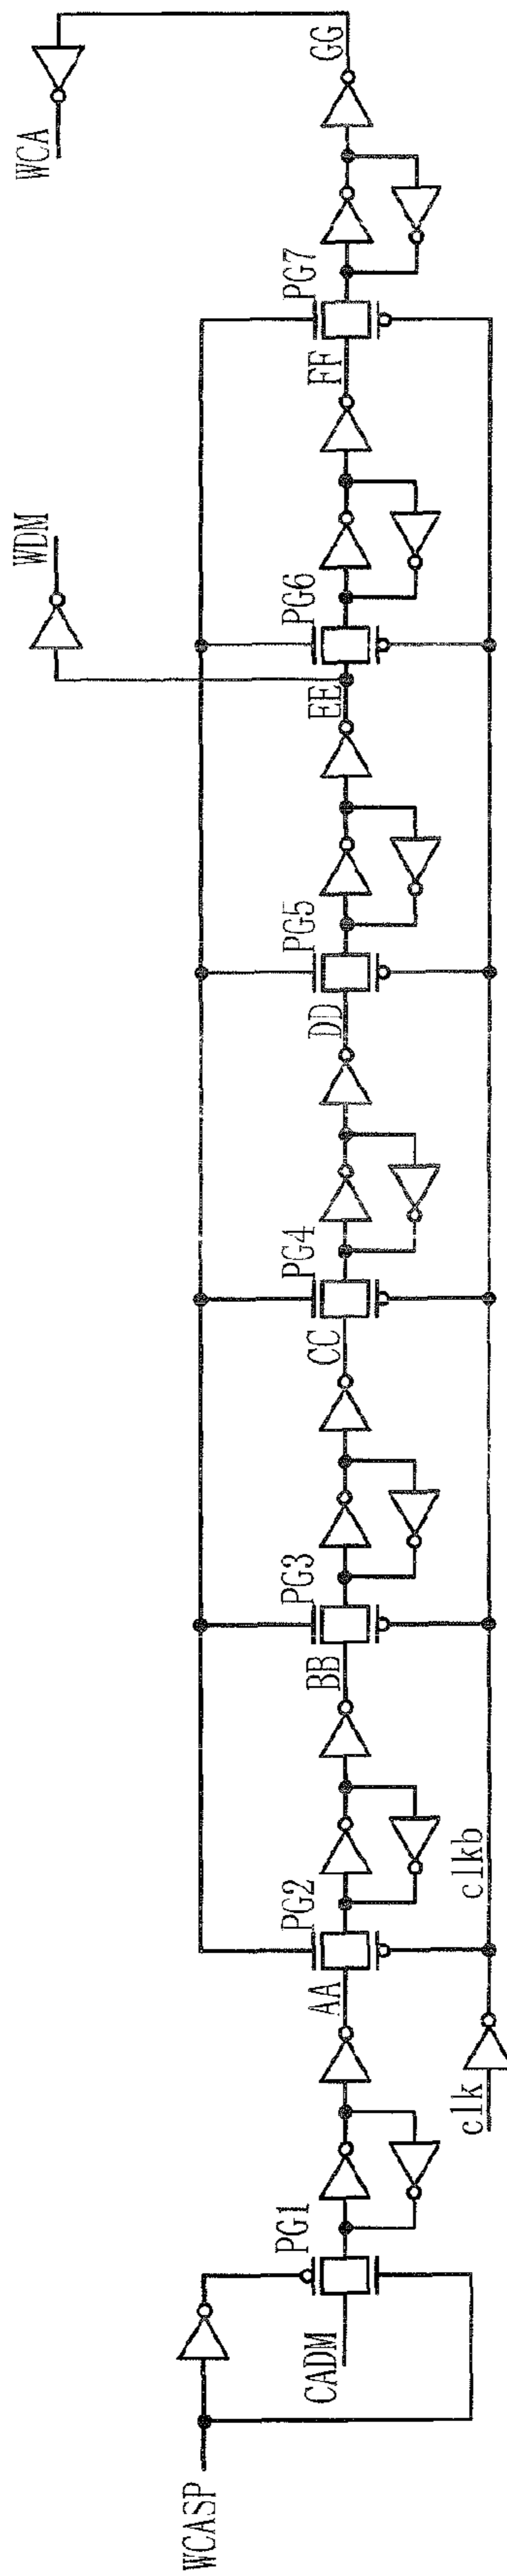 WCASP
CADM
PG1
AA
PG2
BB
PG3
CC
PG4
DD
PG5
EE
PG6
FF
PG7
GG
WDM
WCA
clk
clkb